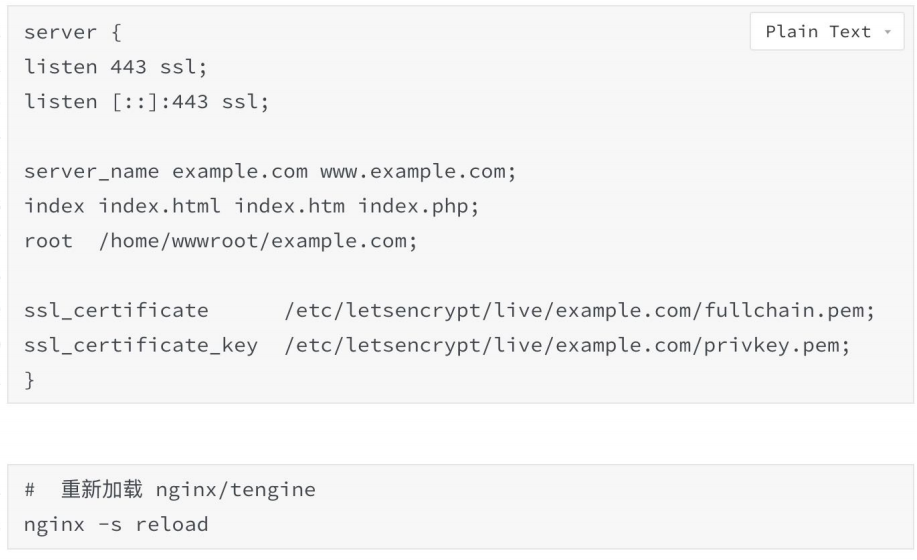 server {
Plain Text
listen 443 ssl;
listen [::]:443 ssl;
server_name example.com www.example.com;
index index.html index.htm index.php;
root  /home/wwwroot/example.com;
ssl_certificate      /etc/letsencrypt/live/example.com/fullchain.pem;
ssl_certificate_key  /etc/letsencrypt/live/example.com/privkey.pem;
}
#  重新加载 nginx/tengine
nginx -s reload